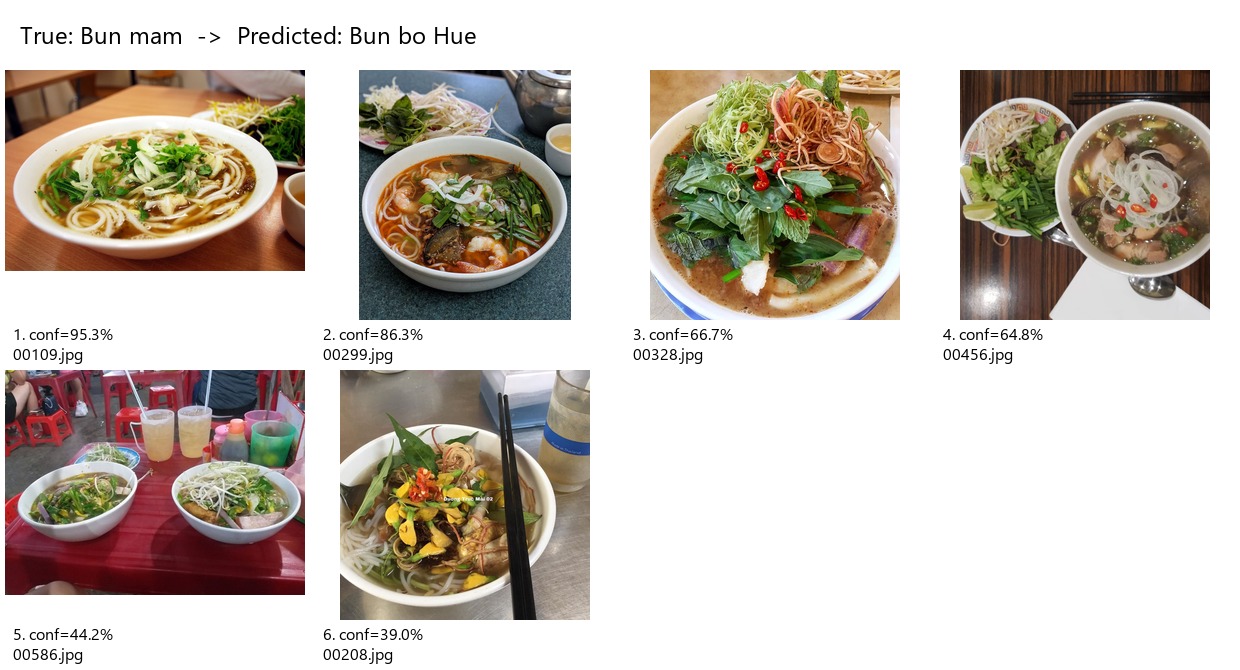 True: Bun mam -> Predicted: Bun bo Hue
1. conf=95.3%
00109.jpg
2. conf=86.3%
00299.jpg
3. conf=66.7%
00328.jpg
4. conf=64.8%
00456.jpg
5. conf=44.2%
00586.jpg
6. conf=39.0%
00208.jpg